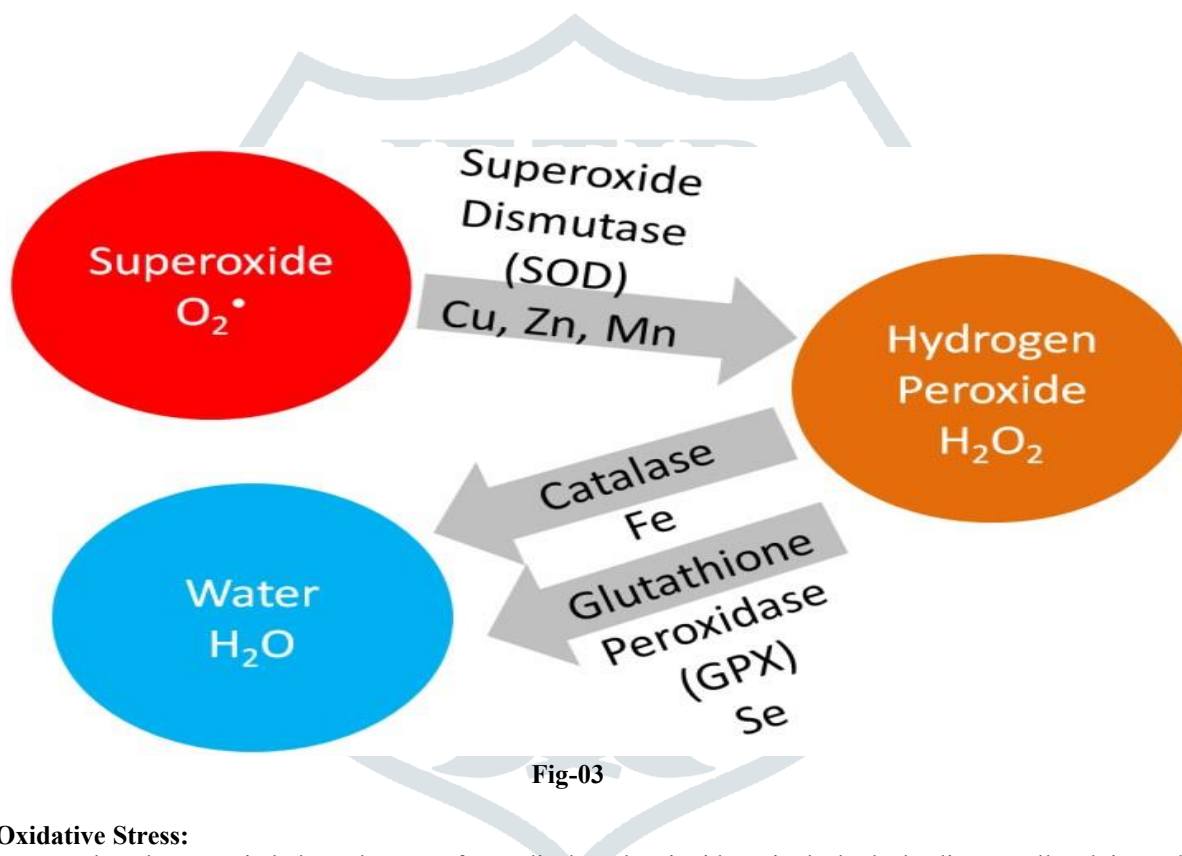 Superoxide
O₂•
Superoxide
Dismutase
(SOD)
Cu, Zn, Mn
Hydrogen
Peroxide
H₂O₂
Catalase
Fe
Glutathione
Peroxidase
(GPX)
Se
Water
H₂O
Fig-03
Oxidative Stress: